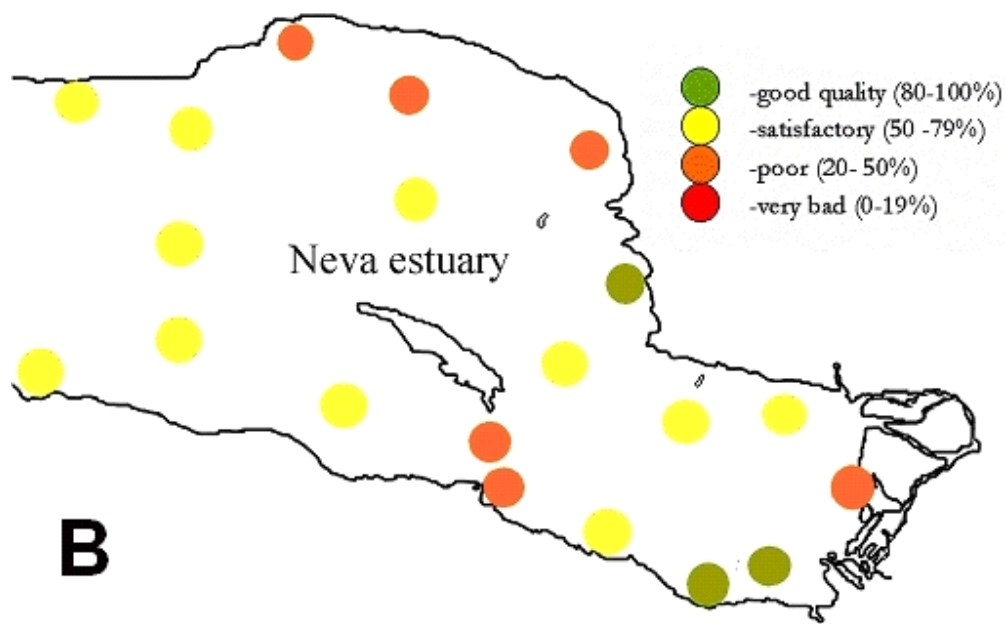 -good quality (80-100%)
-satisfactory (50 -79%)
-poor (20- 50%)
-very bad (0-19%)
Neva estuary
B